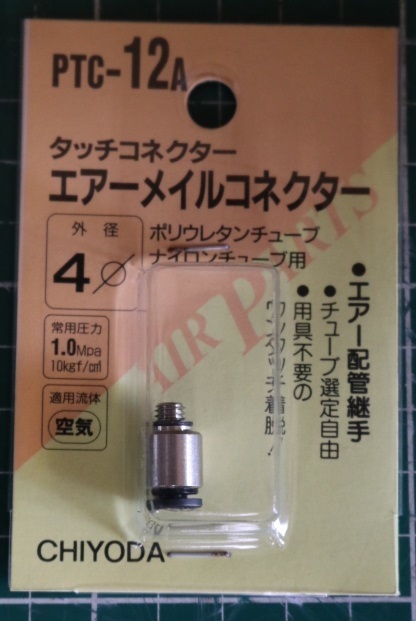 PTC-12A
タッチコネクター
エアーメイルコネクター
外径
4∅
ポリウレタンチューブ
ナイロンチューブ用
常用圧力
1.0Mpa
10kgf/c㎡
適用流体
空気
●エアー配管継手
●チューブ選定自由
●用具不要の
ワンタッチ着脱！
AIR PARTS
CHIYODA